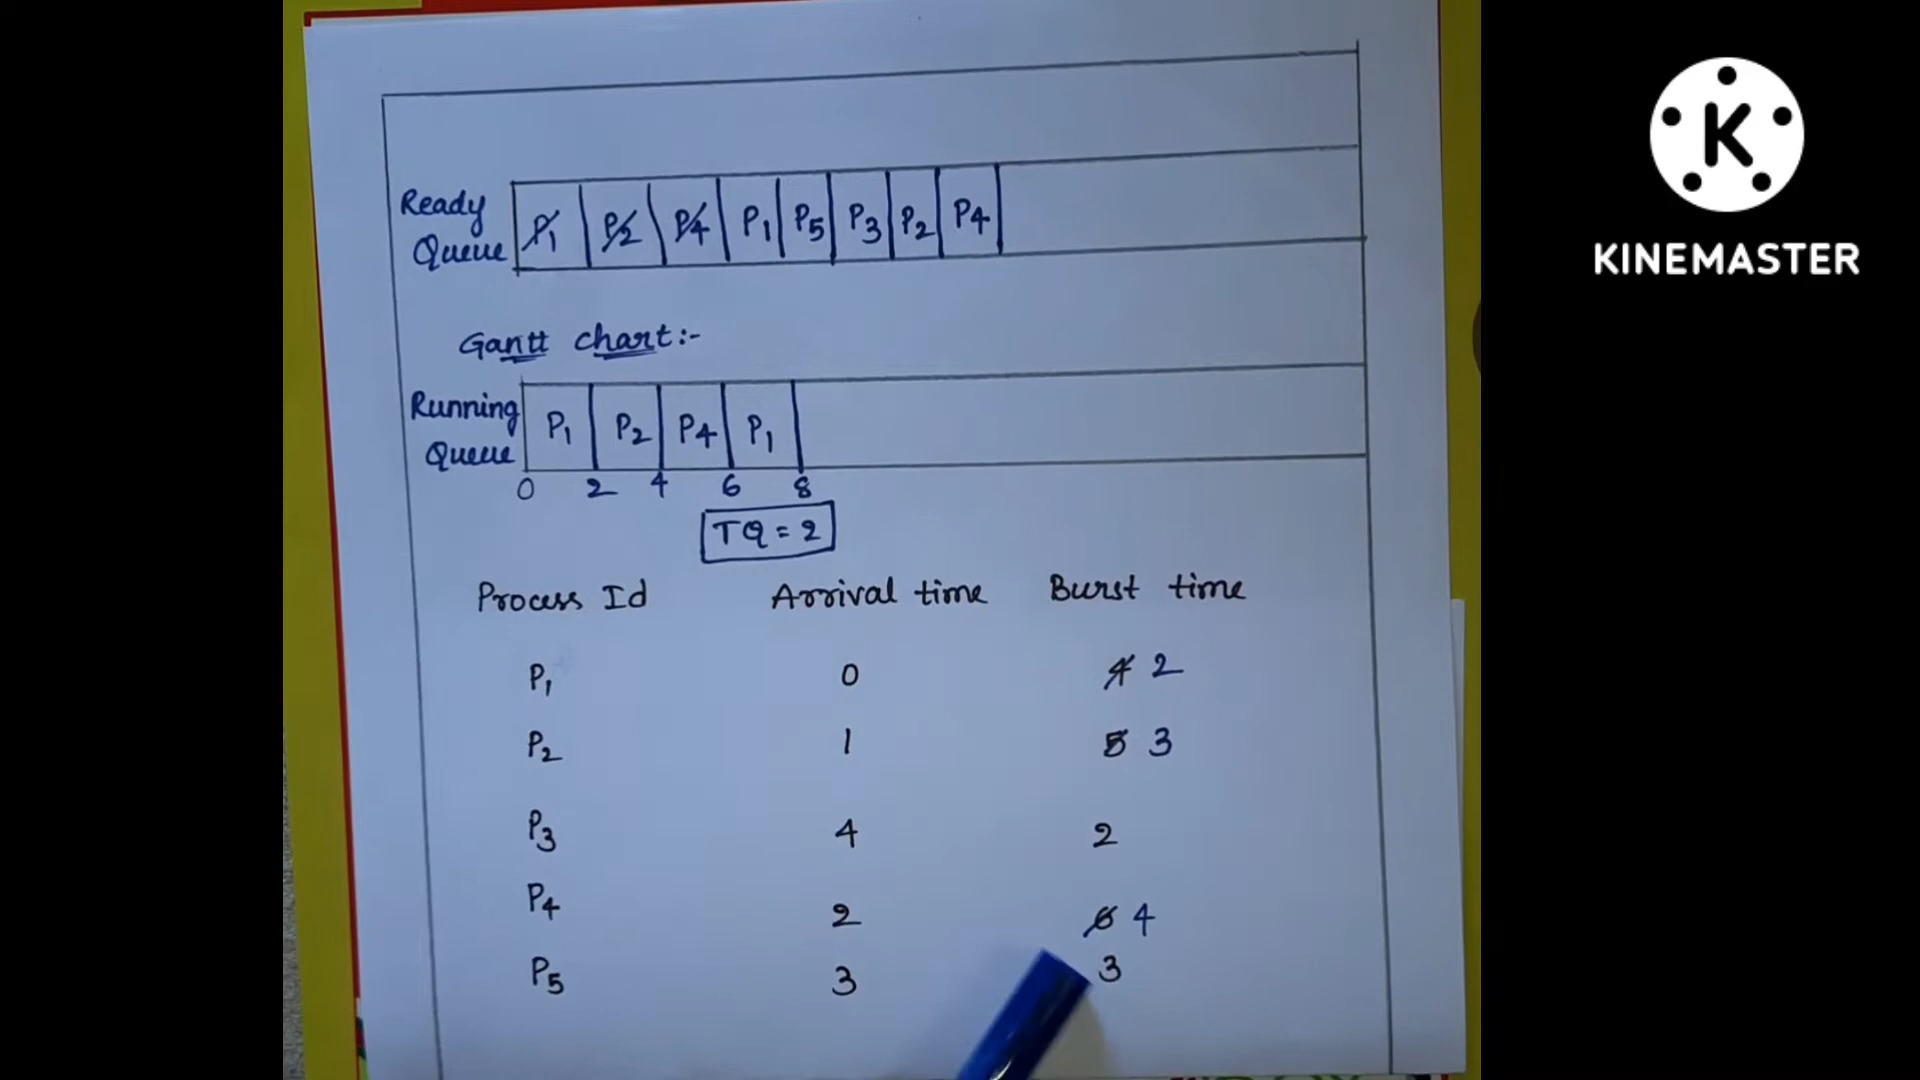 KINEMASTER
Ready Queue P1 P2 P4 P1 P5 P3 P2 P4
Gantt chart:-
Running Queue P1 P2 P4 P1
0 2 4 6 8
TQ = 2
Process Id Arrival time Burst time
P1 0 4 2
P2 1 5 3
P3 4 2
P4 2 6 4
P5 3 3